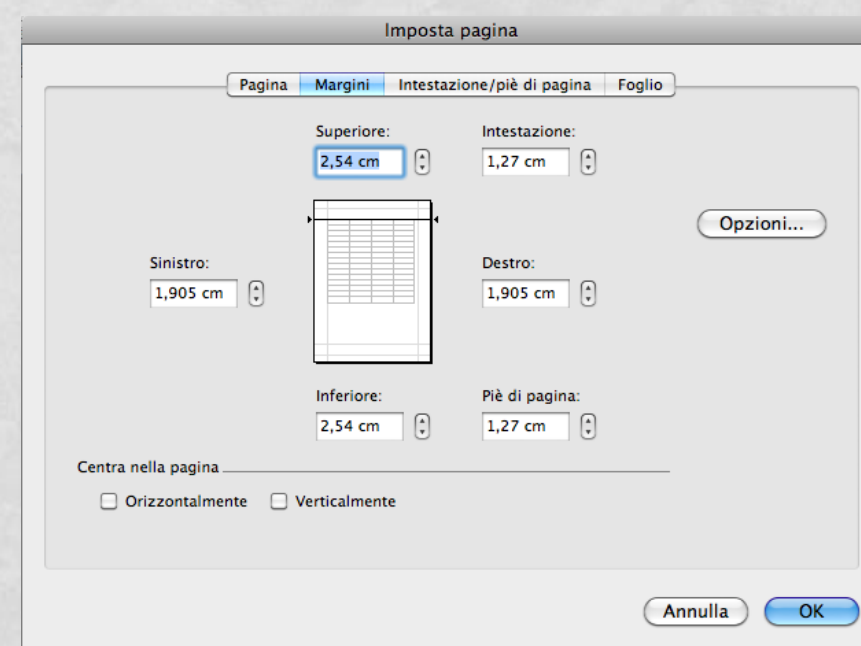 Imposta pagina
Pagina Margini Intestazione/piè di pagina Foglio
Superiore: Intestazione:
2,54 cm 1,27 cm
Opzioni...
Sinistro: Destro:
1,905 cm 1,905 cm
Inferiore: Piè di pagina:
2,54 cm 1,27 cm
Centra nella pagina
Orizzontalmente Verticalmente
Annulla OK